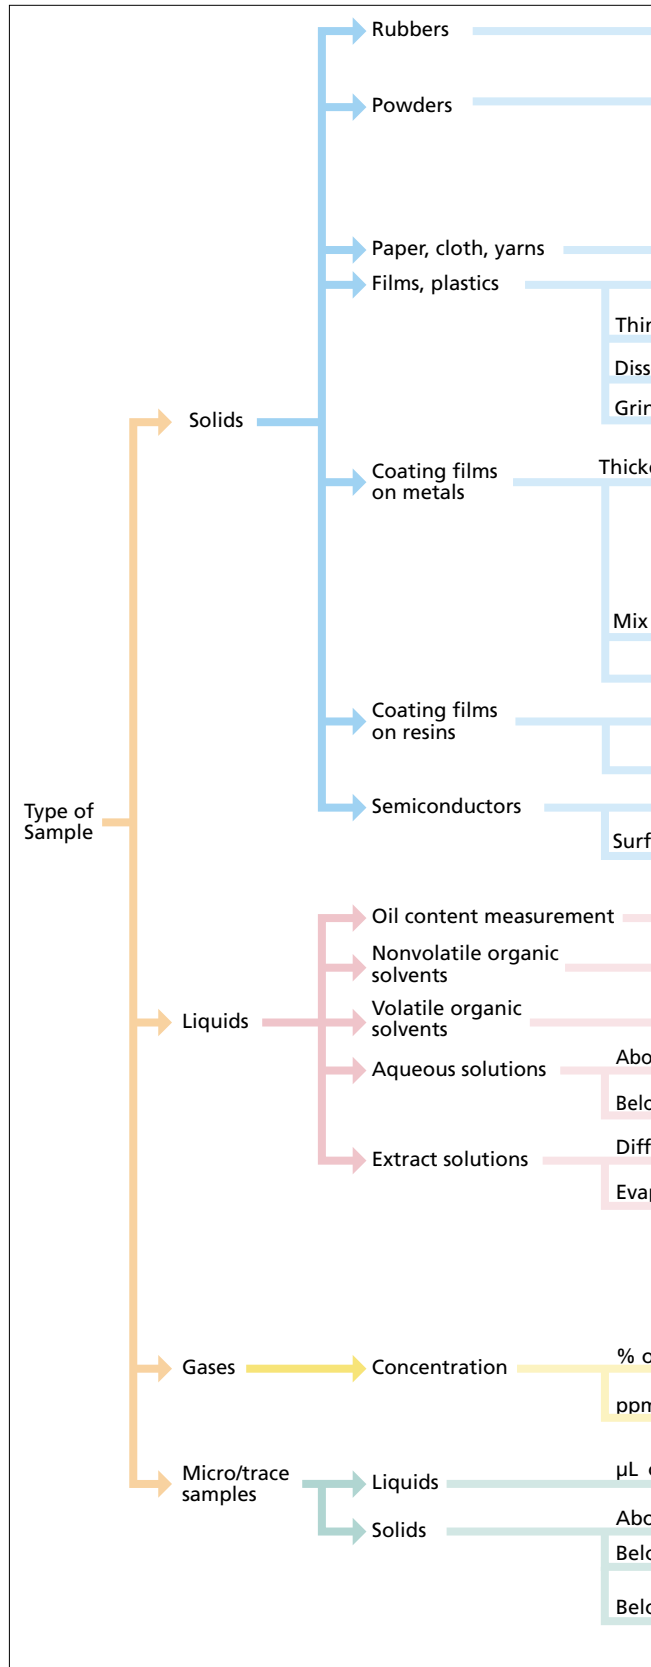 Rubbers
Powders
Paper, cloth, yarns
Films, plastics
Solids
Coating films
on metals
Mix
Coating films
on resins
Semiconductors
Type of
Sample
Oil content measurement
Nonvolatile organic
solvents
Liquids
Volatile organic
solvents
Aqueous solutions
Extract solutions
Gases
Concentration
%
Micro/trace
samples
Liquids
µL
Solids